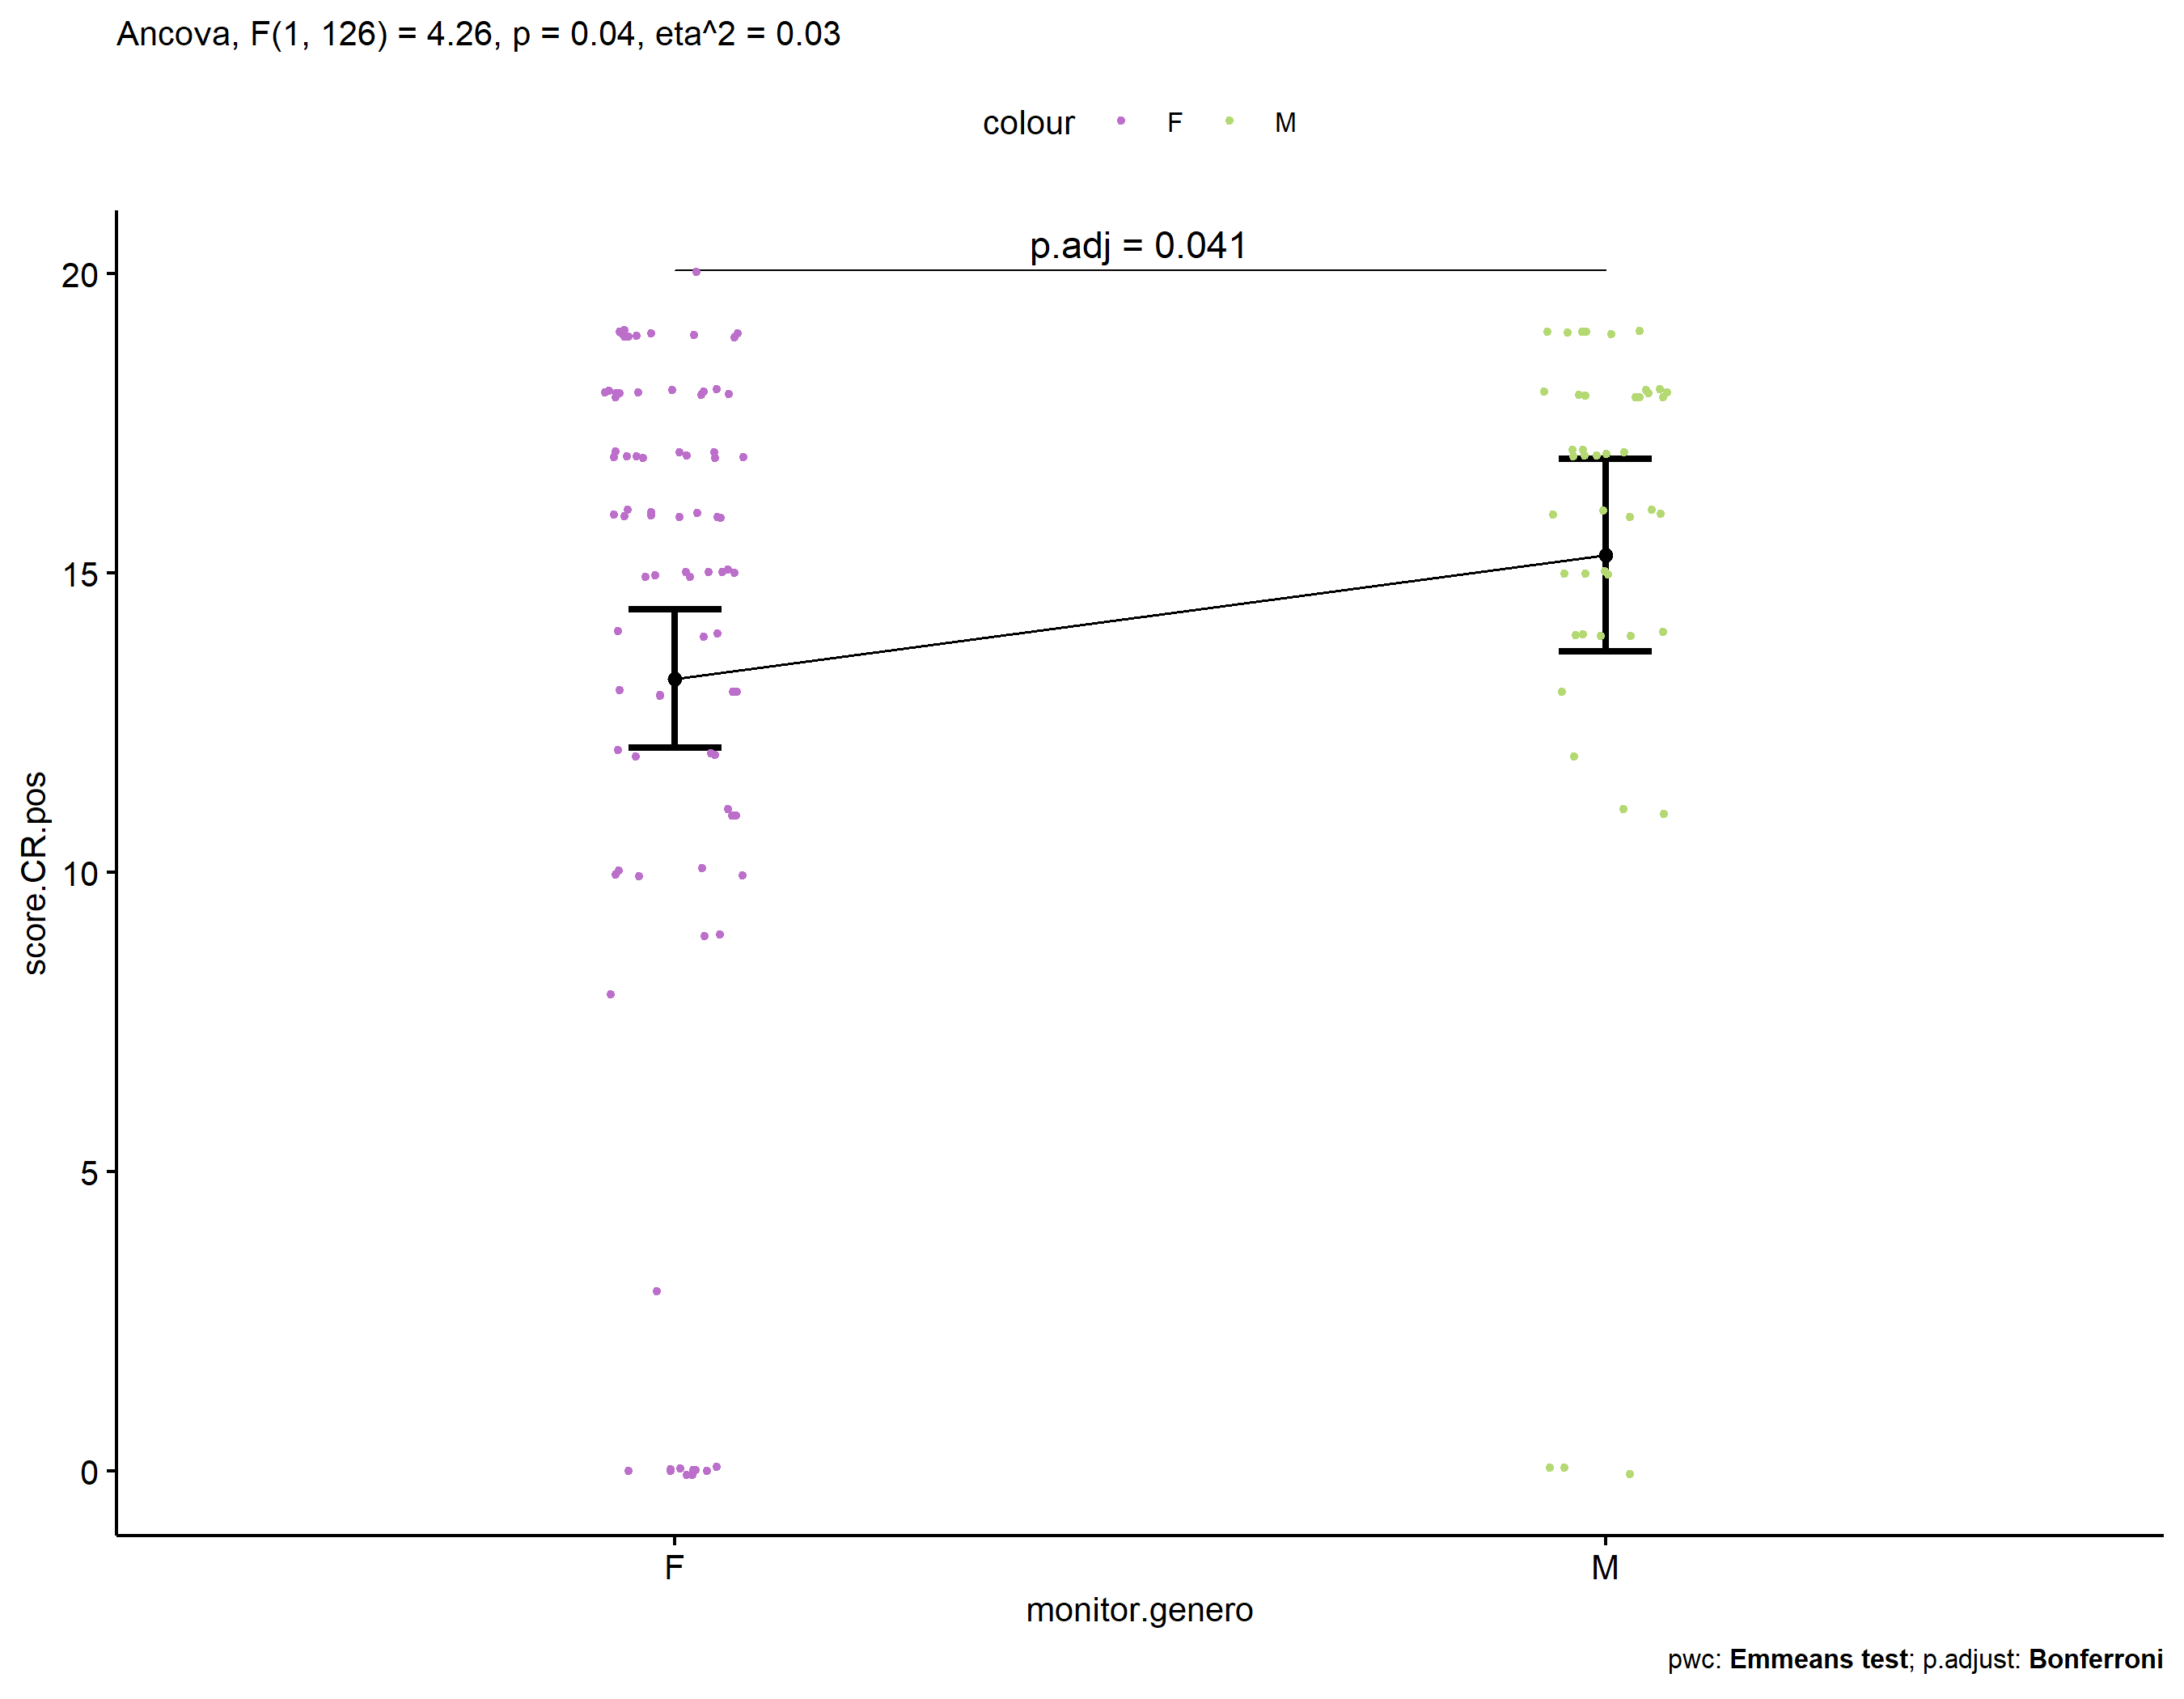 Ancova, F(1, 126) = 4.26, p = 0.04, eta^2 = 0.03
colour F M
p.adj = 0.041
20
15
10
5
0
score.CR.pos
F M
monitor.genero
pwc: Emmeans test; p.adjust: Bonferroni